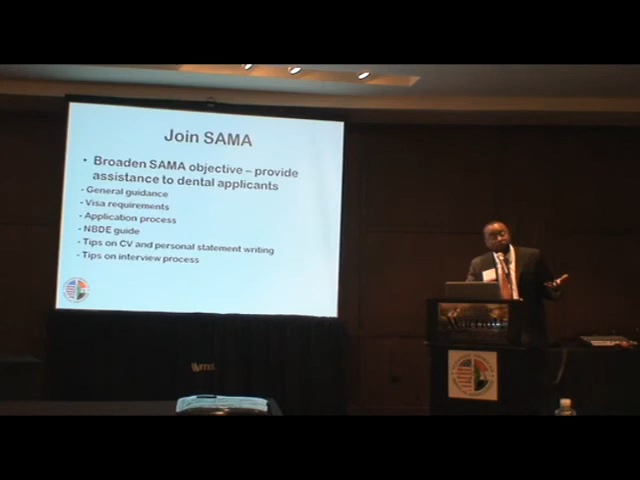 Join SAMA
• Broaden SAMA objective – provide
assistance to dental applicants
- General guidance
- Visa requirements
- Application process
- NBDE guide
- Tips on CV and personal statement writing
- Tips on interview process
Marriott